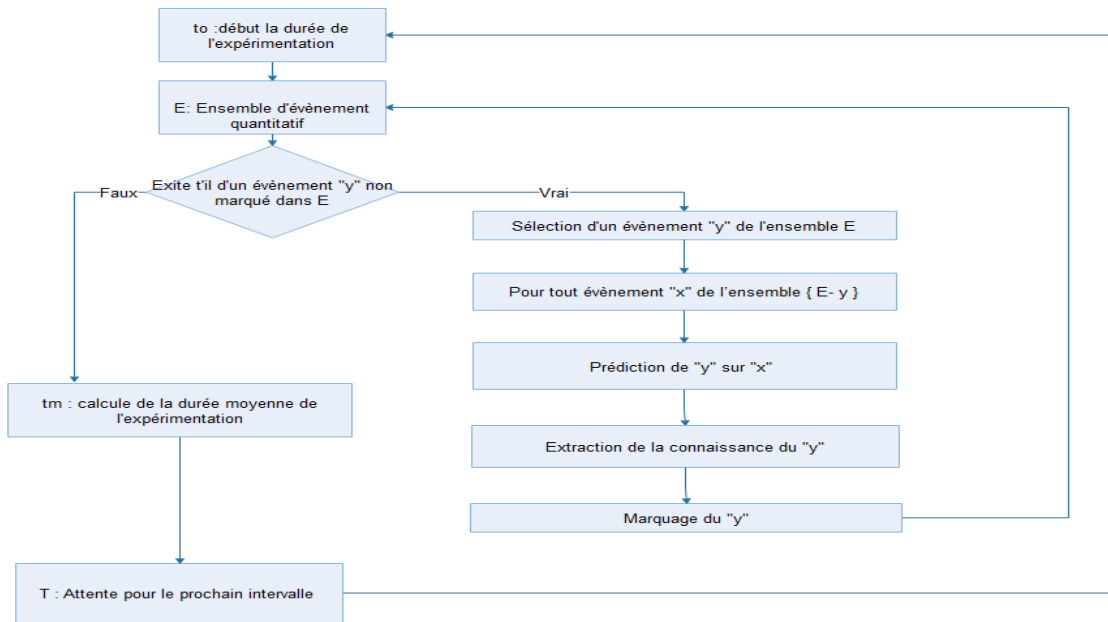 to :début la durée de
l'expérimentation
E: Ensemble d'évènement
quantitatif
Exite t'il d'un évènement "y" non
marqué dans E
Faux
Vrai
Sélection d'un évènement "y" de l'ensemble E
Pour tout évènement "x" de l'ensemble { E- y }
Prédiction de "y" sur "x"
Extraction de la connaissance du "y"
Marquage du "y"
tm : calcule de la durée moyenne de
l'expérimentation
T : Attente pour le prochain intervalle